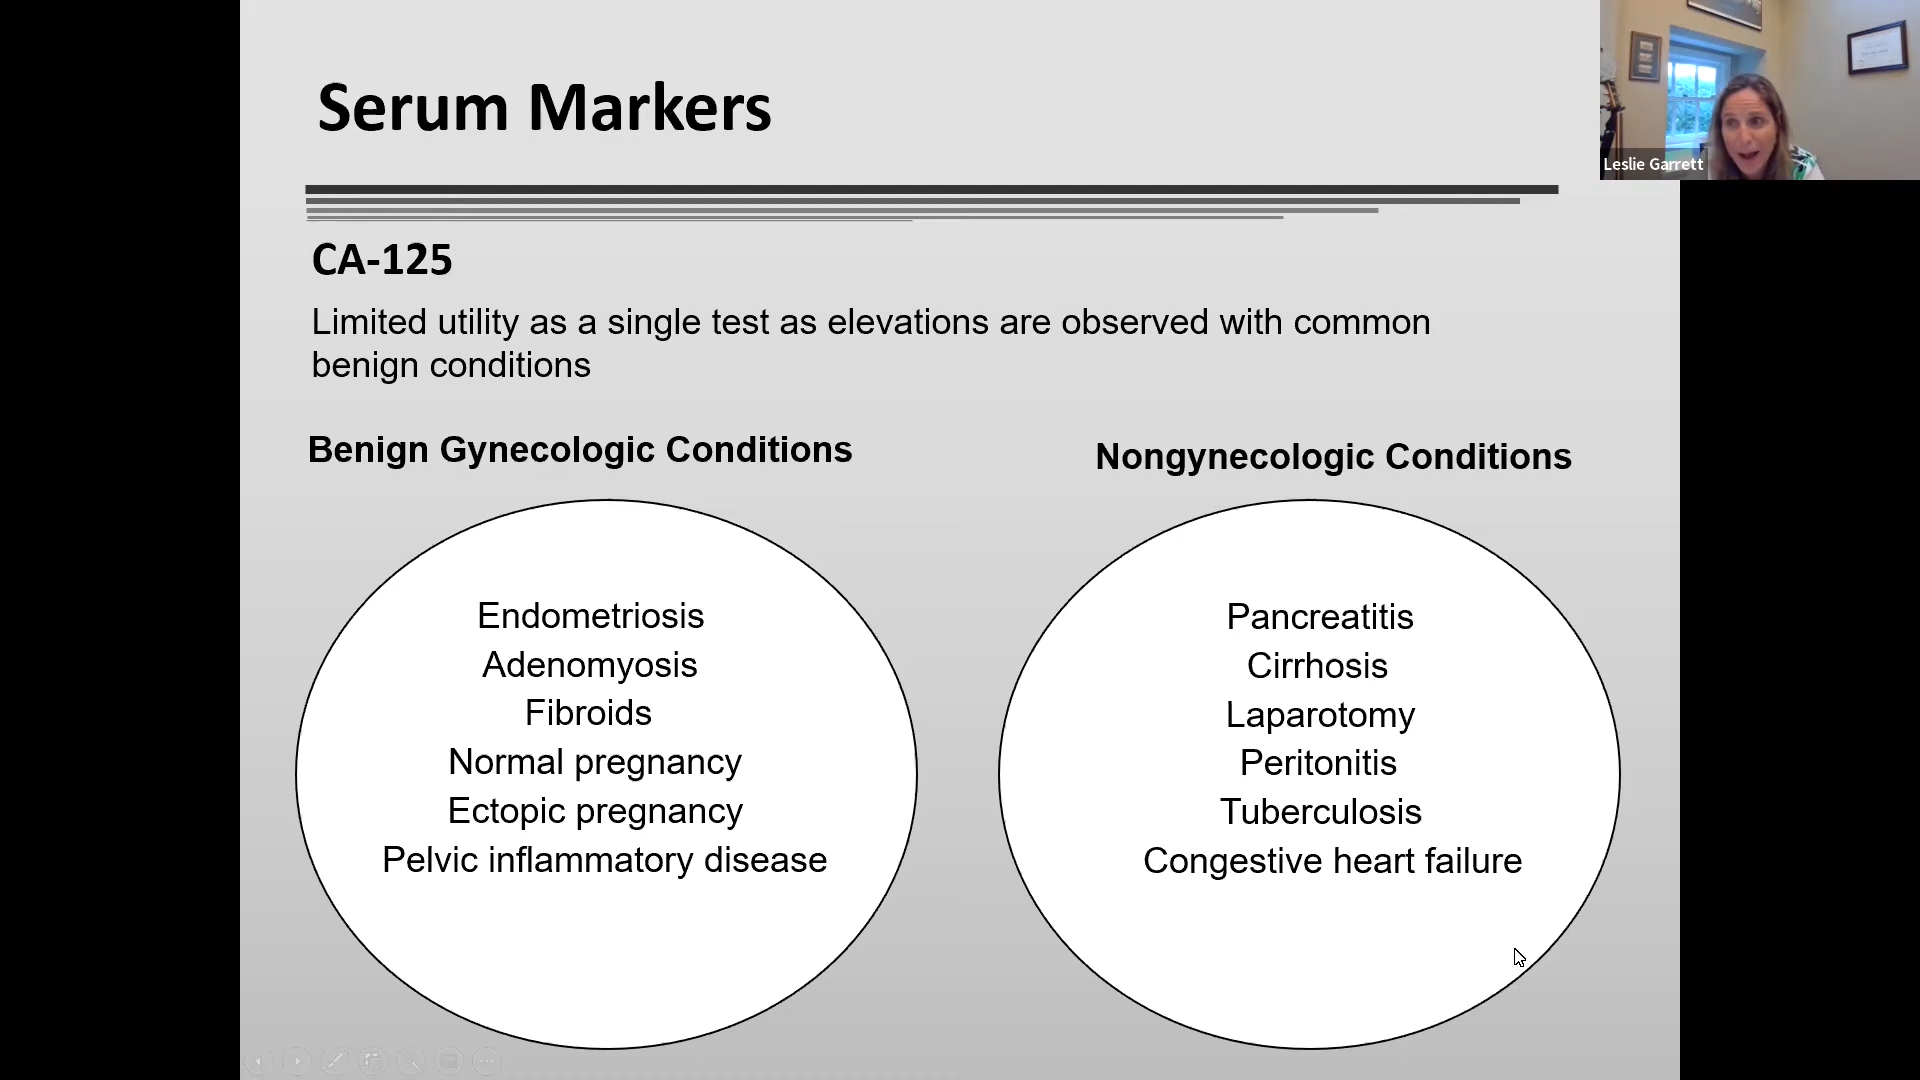 Serum Markers
Leslie Garrett
CA-125
Limited utility as a single test as elevations are observed with common
benign conditions
Benign Gynecologic Conditions
Endometriosis
Adenomyosis
Fibroids
Normal pregnancy
Ectopic pregnancy
Pelvic inflammatory disease
Nongynecologic Conditions
Pancreatitis
Cirrhosis
Laparotomy
Peritonitis
Tuberculosis
Congestive heart failure